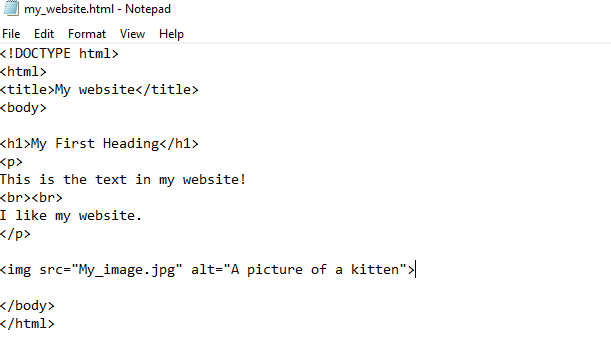 my_website.html - Notepad
File Edit Format View Help
<!DOCTYPE html>
<html>
<title>My website</title>
<body>
<h1>My First Heading</h1>
<p>
This is the text in my website!
<br><br>
I like my website.
</p>
<img src="My_image.jpg" alt="A picture of a kitten">
</body>
</html>